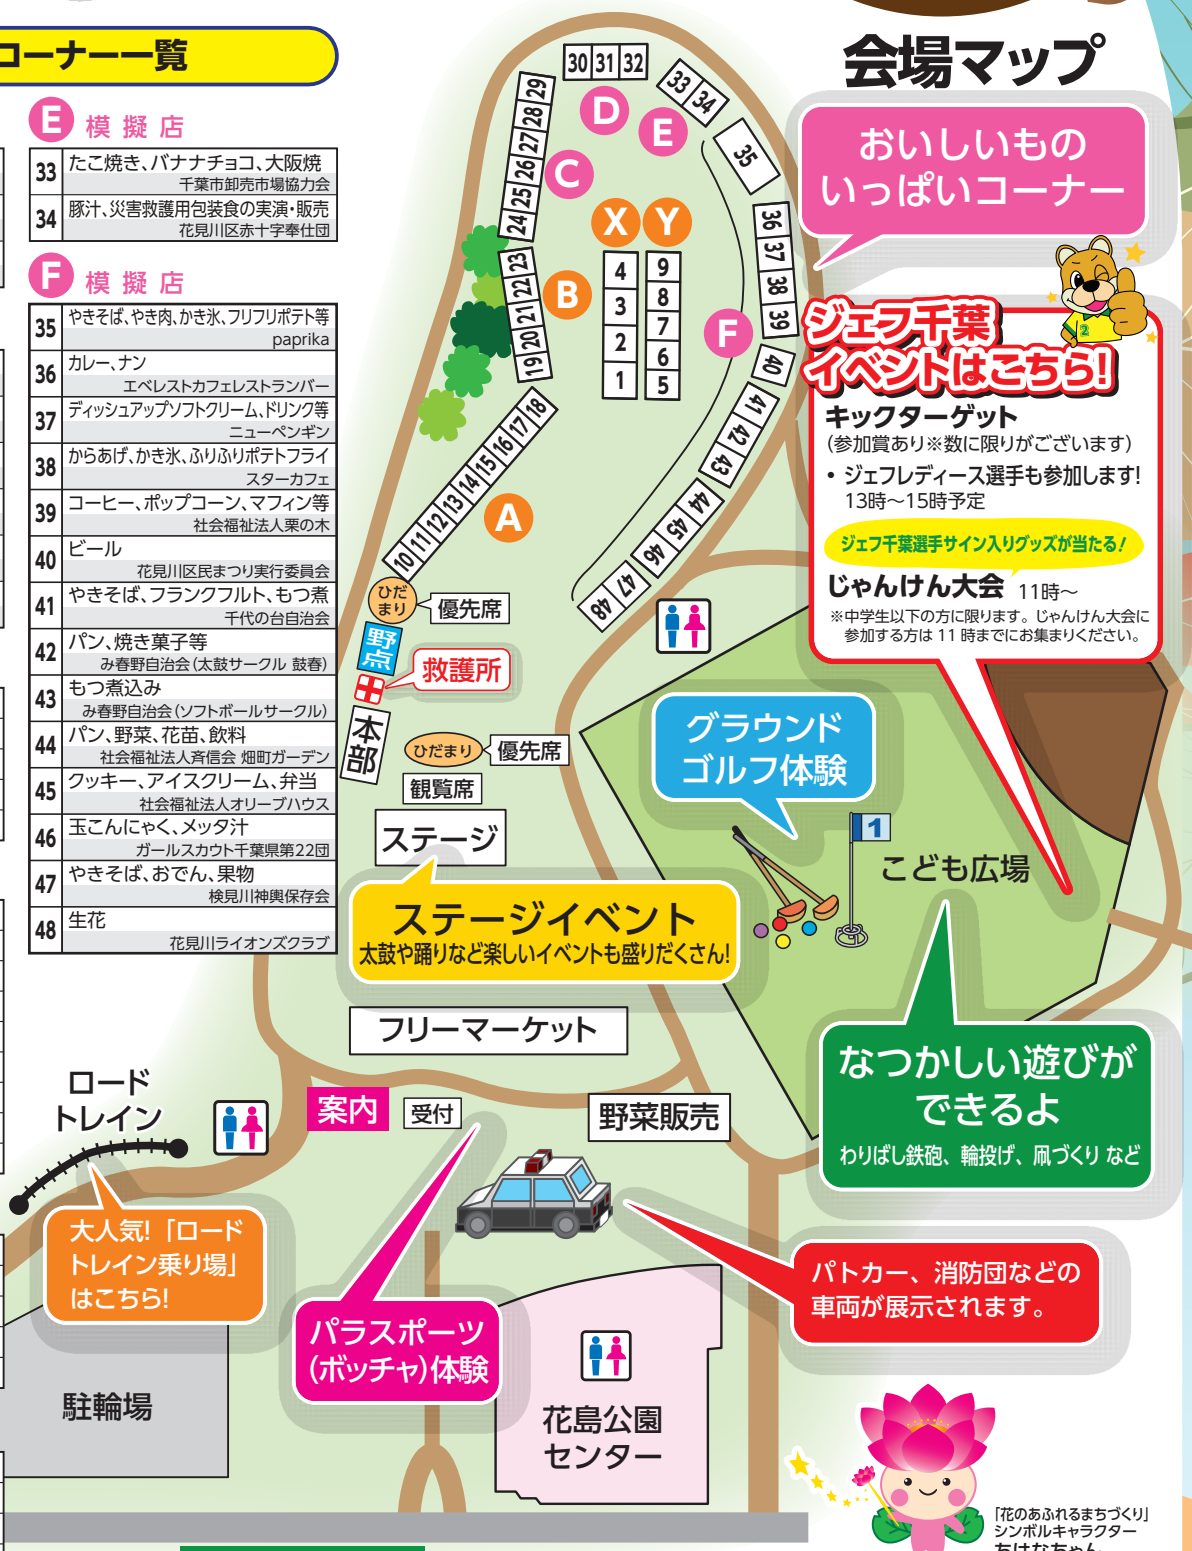 コーナー一覧
E 模擬店
33 たこ焼き、バナナチョコ、大阪焼
千葉市卸売市場協力会
34 豚汁、災害救護用包装食の実演・販売
花見川区赤十字奉仕団
F 模擬店
35 やきそば、やき肉、かき氷、フリフリポテト等
paprika
36 カレー、ナン
エベレストカフェレストランバー
37 ディッシュアップソフトクリーム、ドリンク等
ニューペンギン
38 からあげ、かき氷、ふりふりポテトフライ
スターカフェ
39 コーヒー、ポップコーン、マフィン等
社会福祉法人栗の木
40 ビール
花見川区民まつり実行委員会
41 やきそば、フランクフルト、もつ煮
千代の台自治会
42 パン、焼き菓子等
み春野自治会(太鼓サークル 鼓春)
43 もつ煮込み
み春野自治会(ソフトボールサークル)
44 パン、野菜、花苗、飲料
社会福祉法人斉信会 畑町ガーデン
45 クッキー、アイスクリーム、弁当
社会福祉法人オリーブハウス
46 玉こんにゃく、メッタ汁
ガールスカウト千葉県第22団
47 やきそば、おでん、果物
検見川神輿保存会
48 生花
花見川ライオンズクラブ
会場マップ
おいしいもの
いっぱいコーナー
30 31 32
33 34
35
36 37 38 39
40
41 42 43
44 45 46
47 48
29 28 27 26 25 24
23 22 21 20 19
18 17 16 15 14 13 12 11 10
D
E
C
X Y
4 3 2 1
9 8 7 6 5
B
F
A
ジェフ千葉
イベントはこちら!
2
キックターゲット
(参加賞あり※数に限りがございます)
• ジェフレディース選手も参加します!
13時～15時予定
ジェフ千葉選手サイン入りグッズが当たる!
じゃんけん大会 11時～
※中学生以下の方に限ります。じゃんけん大会に
参加する方は 11 時までにお集まりください。
ひだ
まり
優先席
野点
救護所
本部
ひだまり
優先席
観覧席
ステージ
ステージイベント
太鼓や踊りなど楽しいイベントも盛りだくさん!
グラウンド
ゴルフ体験
1
こども広場
なつかしい遊びが
できるよ
わりばし鉄砲、輪投げ、凧づくり など
フリーマーケット
ロード
トレイン
案内
受付
野菜販売
大人気!「ロード
トレイン乗り場」
はこちら!
パトカー、消防団などの
車両が展示されます。
パラスポーツ
(ボッチャ)体験
駐輪場
花島公園
センター
「花のあふれるまちづくり」
シンボルキャラクター
ちはなちゃん